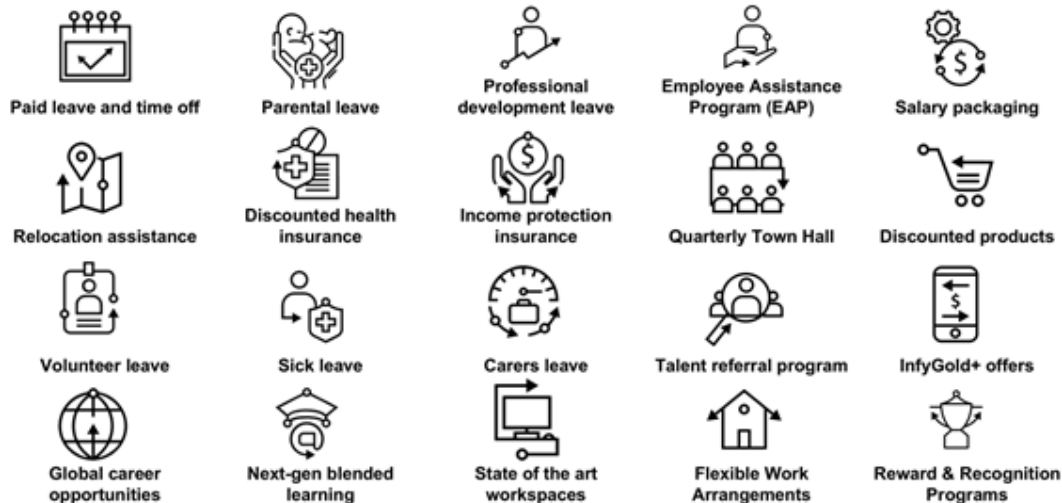 Paid leave and time off
Parental leave
Professional
development leave
Employee Assistance
Program (EAP)
Salary packaging
Relocation assistance
Discounted health
insurance
Income protection
insurance
Quarterly Town Hall
Discounted products
Volunteer leave
Sick leave
Carers leave
Talent referral program
InfyGold+ offers
Global career
opportunities
Next-gen blended
learning
State of the art
workspaces
Flexible Work
Arrangements
Reward & Recognition
Programs